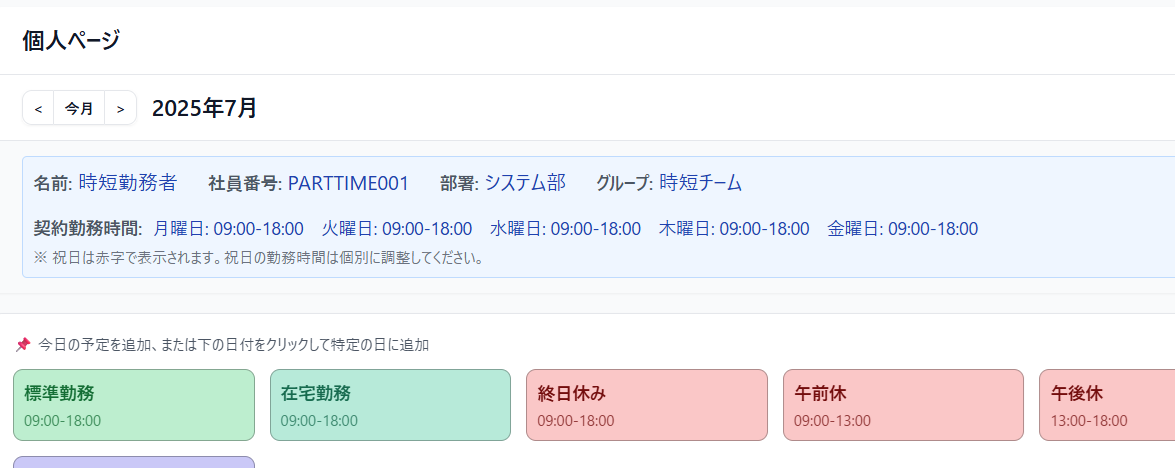 個人ページ
< 今月 > 2025年7月
名前: 時短勤務者 社員番号: PARTTIME001 部署: システム部 グループ: 時短チーム
契約勤務時間: 月曜日: 09:00-18:00 火曜日: 09:00-18:00 水曜日: 09:00-18:00 木曜日: 09:00-18:00 金曜日: 09:00-18:00
※ 祝日は赤字で表示されます。祝日の勤務時間は個別に調整してください。
📌 今日の予定を追加、または下の日付をクリックして特定の日に追加
標準勤務 在宅勤務 終日休み 午前休 午後休
09:00-18:00 09:00-18:00 09:00-18:00 09:00-13:00 13:00-18:00